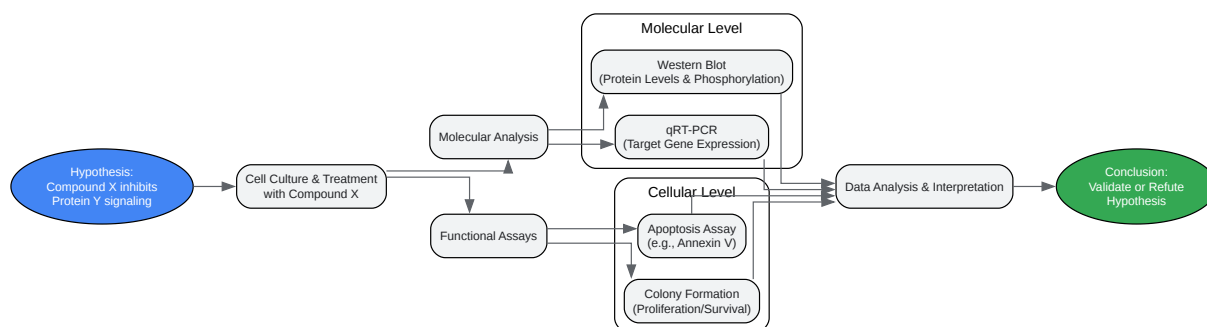 Hypothesis:
Compound X inhibits
Protein Y signaling
Cell Culture & Treatment
with Compound X
Molecular Analysis
Functional Assays
Molecular Level
Western Blot
(Protein Levels & Phosphorylation)
qRT-PCR
(Target Gene Expression)
Cellular Level
Apoptosis Assay
(e.g., Annexin V)
Colony Formation
(Proliferation/Survival)
Data Analysis & Interpretation
Conclusion:
Validate or Refute
Hypothesis